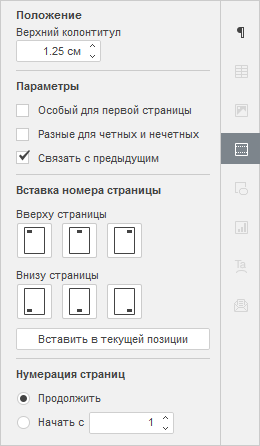 Положение
Верхний колонтитул
1.25 см
Параметры
Особый для первой страницы
Разные для четных и нечетных
Связать с предыдущим
Вставка номера страницы
Вверху страницы
Внизу страницы
Вставить в текущей позиции
Нумерация страниц
Продолжить
Начать с 1
¶
Ta